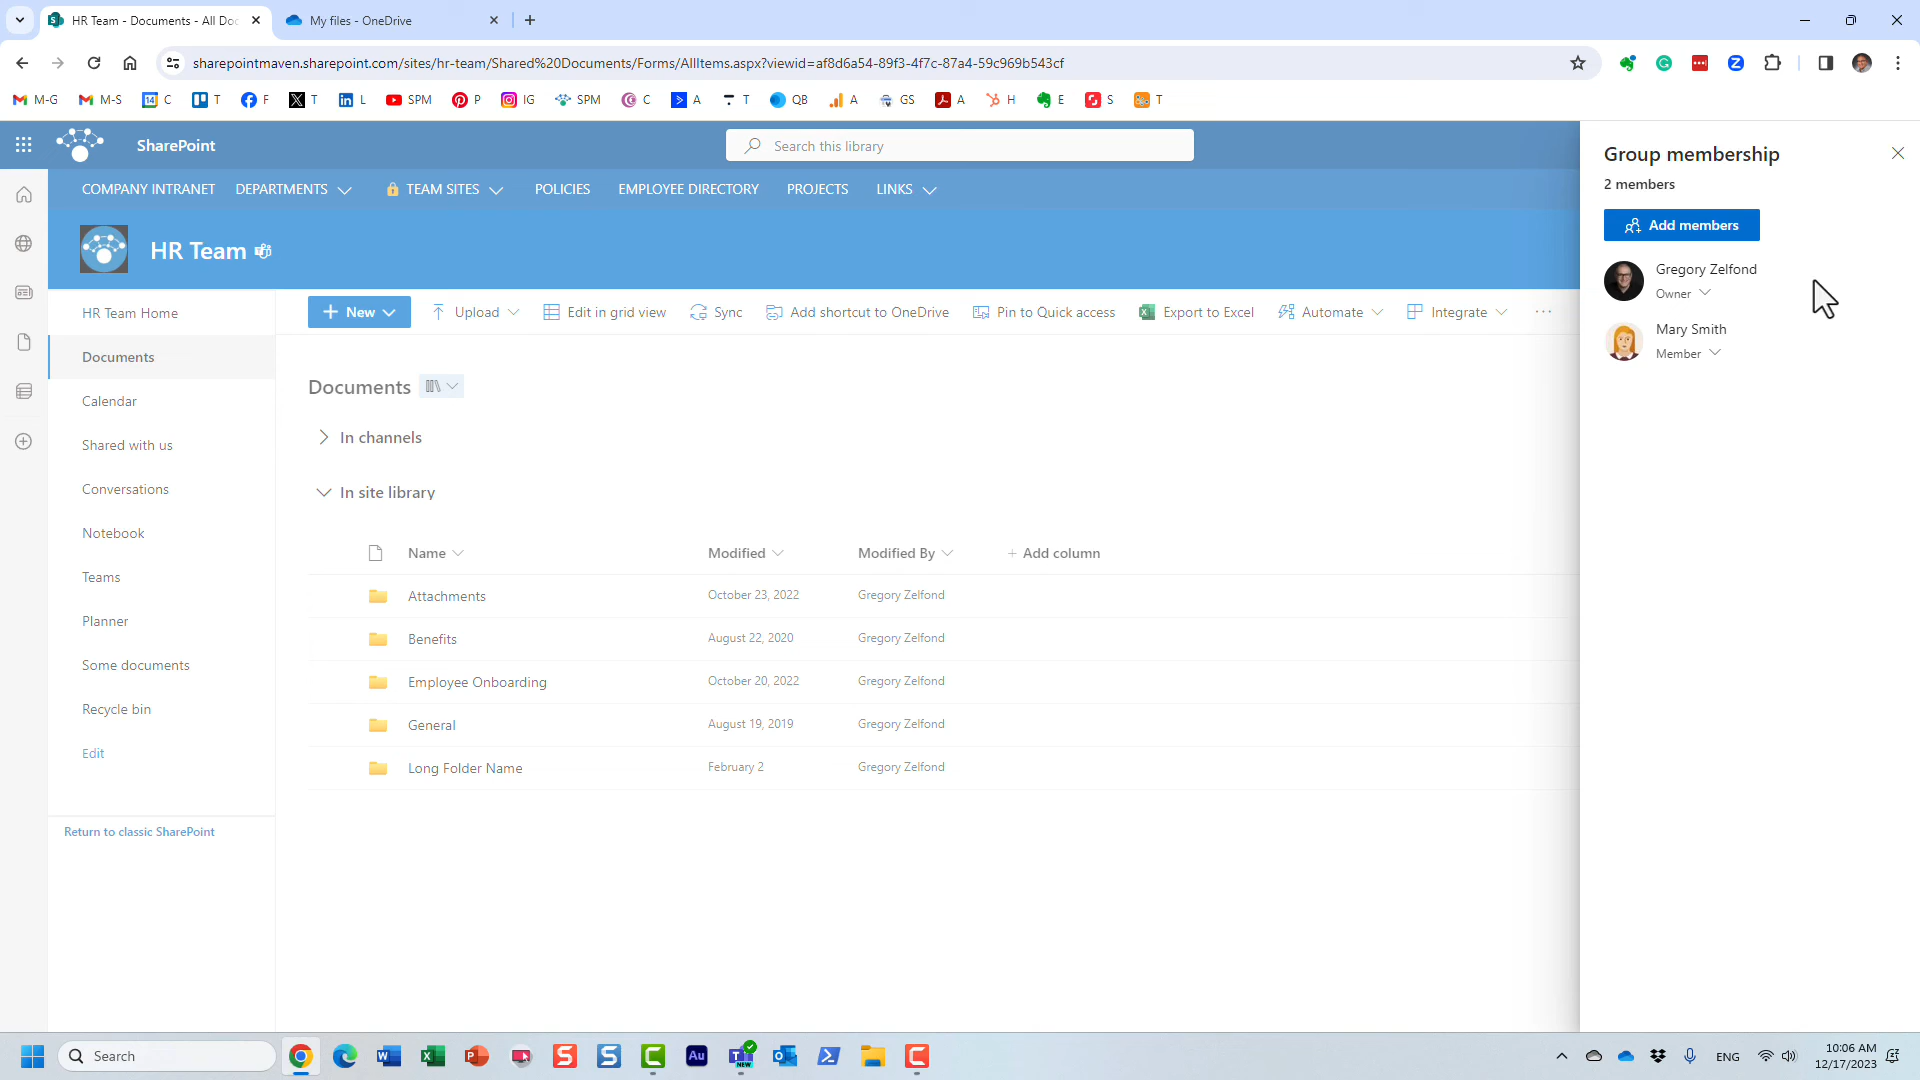 HR Team - Documents - All Doc
My files - OneDrive
sharepointmaven.sharepoint.com/sites/hr-team/Shared%20Documents/Forms/AllItems.aspx?viewid=af8d6a54-89f3-4f7c-87a4-59c969b543cf
M-G M-S C T F T L SPM P IG SPM C A T QB A GS A H E S T
SharePoint
Search this library
COMPANY INTRANET DEPARTMENTS TEAM SITES POLICIES EMPLOYEE DIRECTORY PROJECTS LINKS
HR Team
HR Team Home
Documents
Calendar
Shared with us
Conversations
Notebook
Teams
Planner
Some documents
Recycle bin
Edit
Return to classic SharePoint
+ New Upload Edit in grid view Sync Add shortcut to OneDrive Pin to Quick access Export to Excel Automate Integrate ...
Documents
In channels
In site library
Name Modified Modified By + Add column
Attachments October 23, 2022 Gregory Zelfond
Benefits August 22, 2020 Gregory Zelfond
Employee Onboarding October 20, 2022 Gregory Zelfond
General August 19, 2019 Gregory Zelfond
Long Folder Name February 2 Gregory Zelfond
Group membership
2 members
Add members
Gregory Zelfond
Owner
Mary Smith
Member
Search
ENG
10:06 AM
12/17/2023